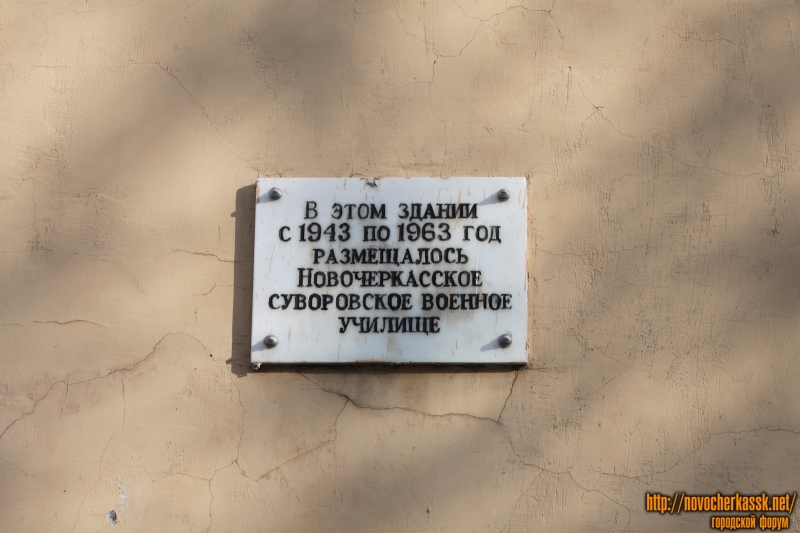 В ЭТОМ ЗДАНИИ
С 1943 ПО 1963 ГОД
РАЗМЕЩАЛОСЬ
НОВОЧЕРКАССКОЕ
СУВОРОВСКОЕ ВОЕННОЕ
УЧИЛИЩЕ
http://novocherkassk.net/
городской форум